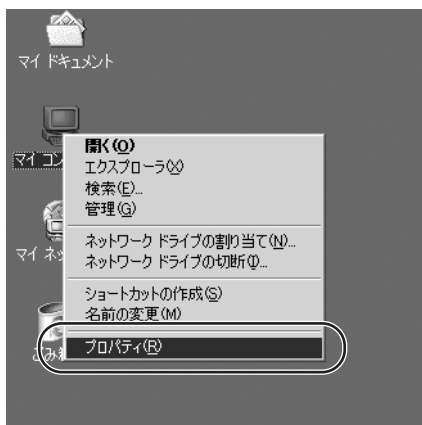 マイ ドキュメント
マイ コン
開く(O)
エクスプローラ(X)
検索(E)...
管理(G)
マイ ネッ
ネットワーク ドライブの割り当て(N)...
ネットワーク ドライブの切断(I)...
ショートカットの作成(S)
名前の変更(M)
プロパティ(R)
ごみ